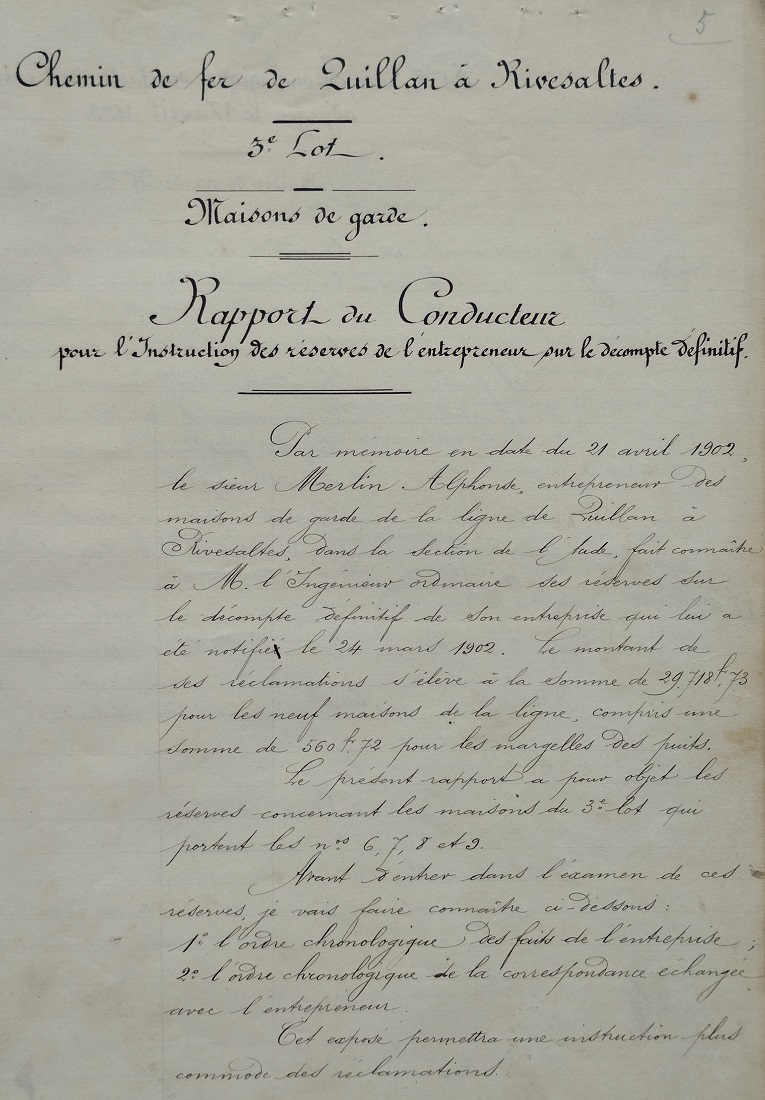 5
Chemin de fer de Quillan à Rivesaltes.
3e Lot.
Maisons de garde.
Rapport du Conducteur
pour l'Instruction des réserves de l'entrepreneur sur le décompte définitif.
Par mémoire en date du 21 avril 1902,
le sieur Merlin Alphonse, entrepreneur des
maisons de garde de la ligne de Quillan à
Rivesaltes, dans la section de l'Aude, fait connaître
à M. l'Ingénieur ordinaire ses réserves sur
le décompte définitif de son entreprise qui lui a
été notifié le 24 mars 1902. Le montant de
ses réclamations s'élève à la somme de 29.718f,73
pour les neuf maisons de la ligne, compris une
somme de 560f.72 pour les margelles des puits.
Le présent rapport a pour objet les
réserves concernant les maisons du 3e lot qui
portent les nos 6, 7, 8 et 9.
Avant d'entrer dans l'éxamen de ces
réserves, je vais faire connaître ci-dessous :
1º l'ordre chronologique des faits de l'entreprise ;
2º l'ordre chronologique de la correspondance échangée
avec l'entrepreneur.
Cet exposé permettra une instruction plus
commode des réclamations.